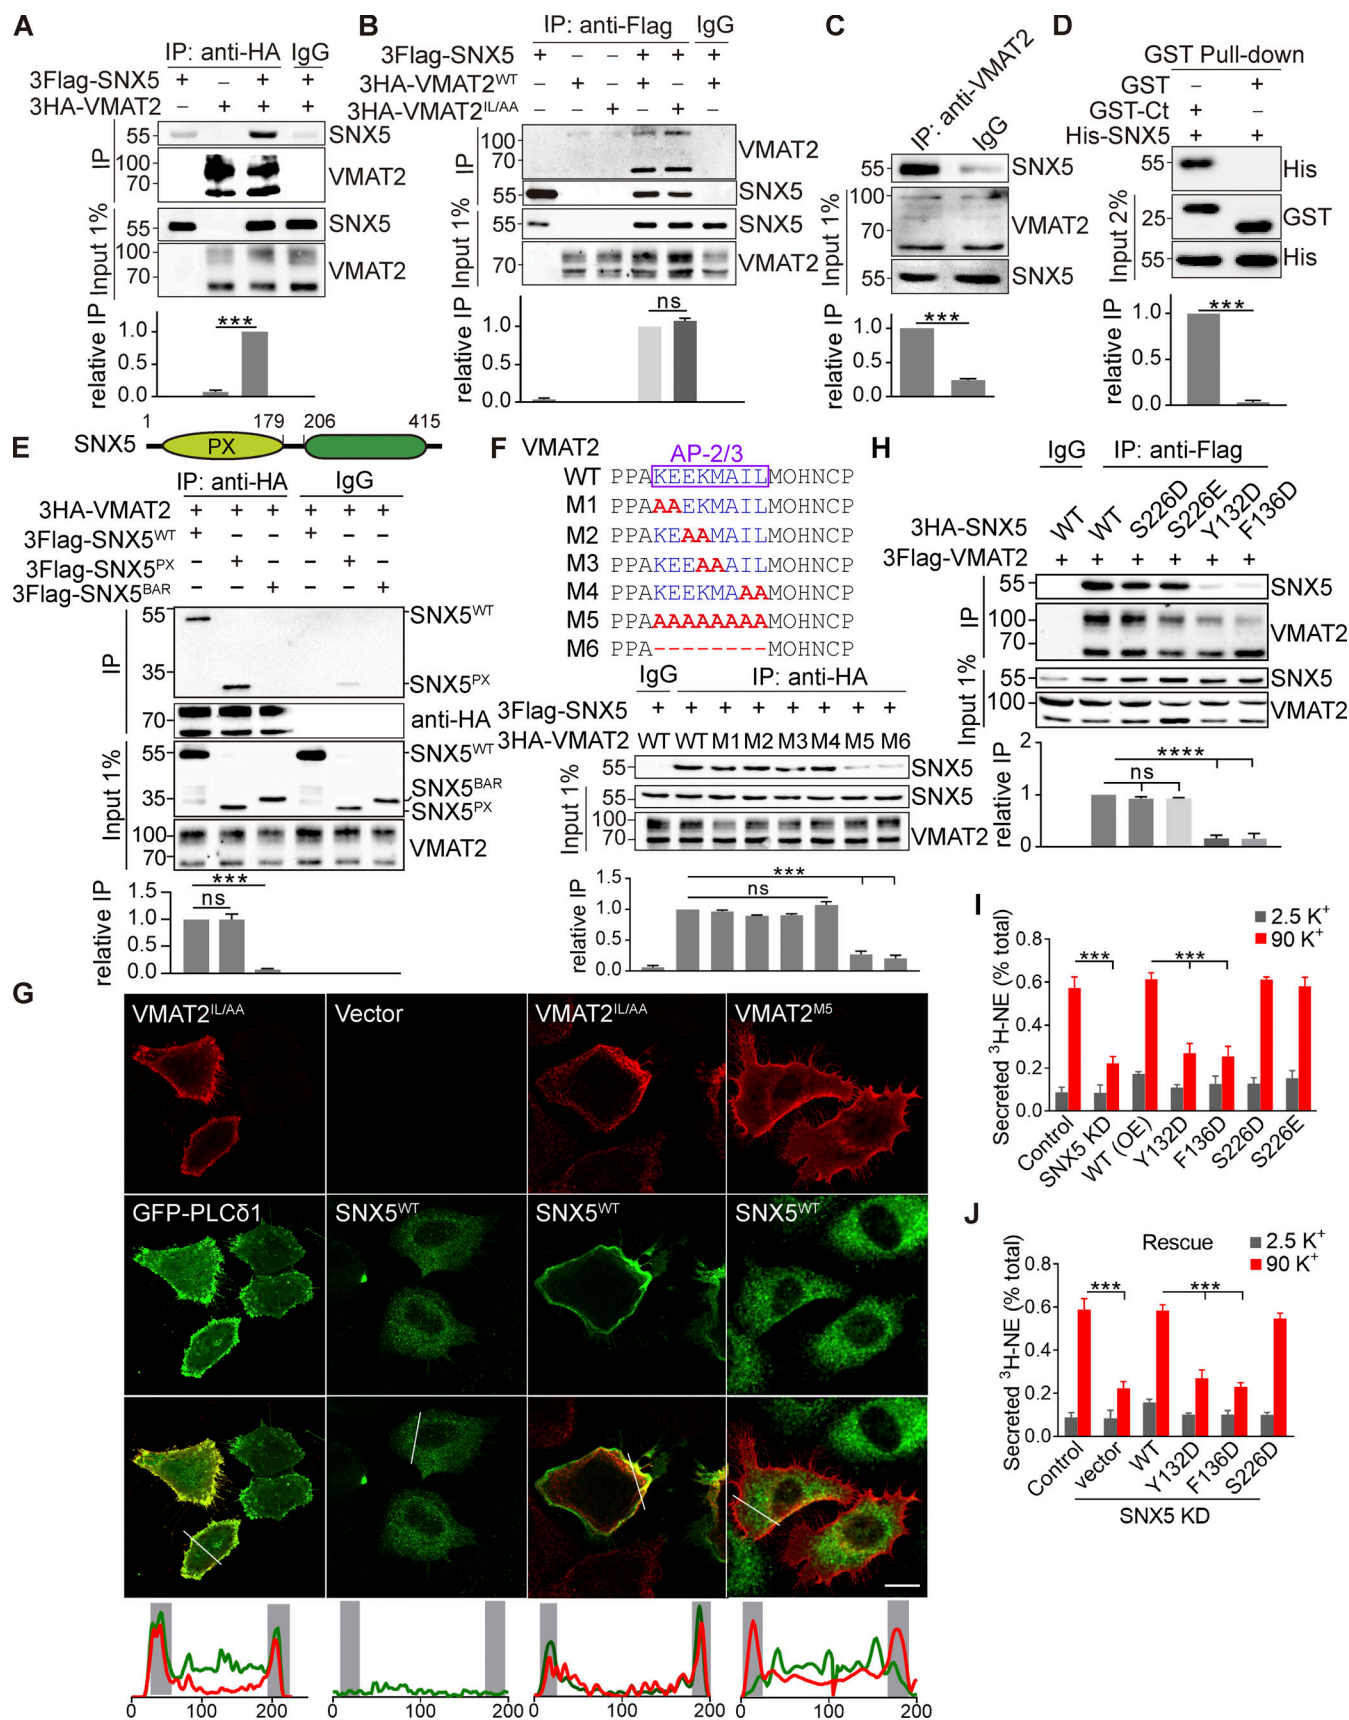 A
IP: anti-HA IgG
3Flag-SNX5 + − + +
3HA-VMAT2 − + + +
IP
55 SNX5
100
70 VMAT2
Input 1%
55 SNX5
100
70 VMAT2
relative IP
1.0
0.5
0.0
***
B
IP: anti-Flag IgG
3Flag-SNX5 + − − + + +
3HA-VMAT2WT − + − + − +
3HA-VMAT2IL/AA − − + − + −
IP
100
70 VMAT2
55 SNX5
Input 1%
SNX5
70 VMAT2
relative IP
1.0
0.5
0.0
ns
C
IP: anti-VMAT2
IgG
55 SNX5
Input 1%
100
70 VMAT2
55 SNX5
relative IP
1.0
0.5
0.0
***
D
GST Pull-down
GST − +
GST-Ct + −
His-SNX5 + +
55 His
Input 2%
25 GST
55 His
relative IP
1.0
0.5
0.0
***
E
1 179 206 415
SNX5 PX
IP: anti-HA IgG
3HA-VMAT2 + + + + + +
3Flag-SNX5WT + − − + − −
3Flag-SNX5PX − + − − + −
3Flag-SNX5BAR − − + − − +
IP
55 SNX5WT
35 SNX5PX
70 anti-HA
Input 1%
55 SNX5WT
SNX5BAR
35 SNX5PX
100
70 VMAT2
relative IP
1.5
1.0
0.5
0.0
***
ns
F
VMAT2 AP-2/3
WT PPAKEEKMAILMOHNCP
M1 PPAAAEKMAILMOHNCP
M2 PPAKEAAMAILMOHNCP
M3 PPAKEEAAAILMOHNCP
M4 PPAKEEKMAAAMOHNCP
M5 PPAAAAAAAAAMOHNCP
M6 PPA--------MOHNCP
IgG IP: anti-HA
3Flag-SNX5 + + + + + + + +
3HA-VMAT2 WT WT M1 M2 M3 M4 M5 M6
55 SNX5
Input 1%
55 SNX5
100
70 VMAT2
relative IP
1.5
1.0
0.5
0.0
***
ns
G
VMAT2IL/AA Vector VMAT2IL/AA VMAT2M5
GFP-PLCδ1 SNX5WT SNX5WT SNX5WT
0 100 200 0 100 200 0 100 200 0 100 200
H
IgG IP: anti-Flag
3HA-SNX5 WT WT S226D S226E Y132D F136D
3Flag-VMAT2 + + + + + +
IP
55 SNX5
100
70 VMAT2
Input 1%
55 SNX5
100 VMAT2
relative IP
2
1
0
****
ns
I
2.5 K+
90 K+
Secreted 3H-NE (% total)
0.8
0.6
0.4
0.2
0.0
*** ***
Control SNX5 KD WT (OE) Y132D F136D S226D S226E
J
Rescue
2.5 K+
90 K+
Secreted 3H-NE (% total)
0.8
0.6
0.4
0.2
0.0
*** ***
Control vector WT Y132D F136D S226D
SNX5 KD